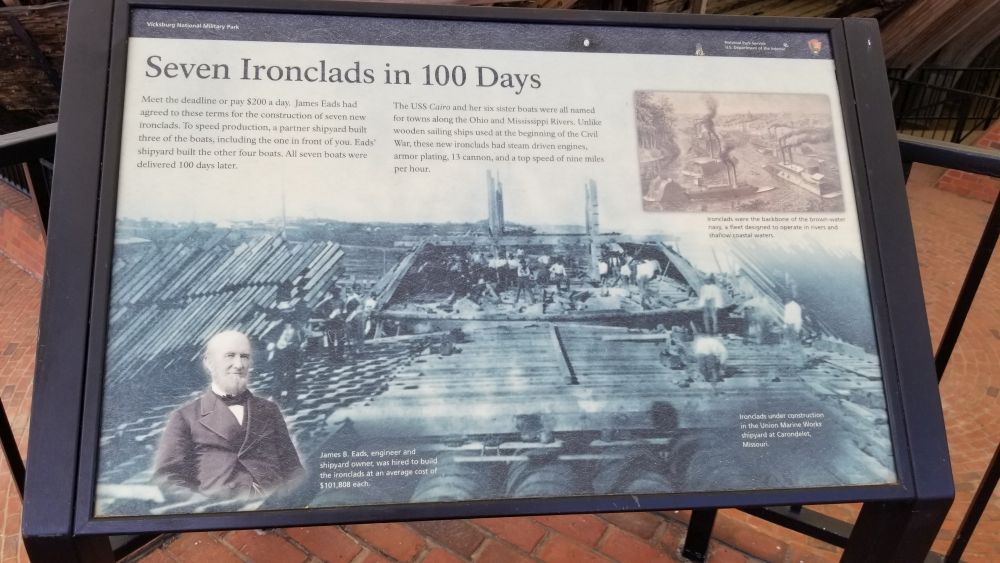 Vicksburg National Military Park
National Park Service
U.S. Department of the Interior
Seven Ironclads in 100 Days
Meet the deadline or pay $200 a day. James Eads had
agreed to these terms for the construction of seven new
ironclads. To speed production, a partner shipyard built
three of the boats, including the one in front of you. Eads'
shipyard built the other four boats. All seven boats were
delivered 100 days later.
The USS Cairo and her six sister boats were all named
for towns along the Ohio and Mississippi Rivers. Unlike
wooden sailing ships used at the beginning of the Civil
War, these new ironclads had steam driven engines,
armor plating, 13 cannon, and a top speed of nine miles
per hour.
Ironclads were the backbone of the brown-water
navy, a fleet designed to operate in rivers and
shallow coastal waters.
James B. Eads, engineer and
shipyard owner, was hired to build
the ironclads at an average cost of
$101,808 each.
Ironclads under construction
in the Union Marine Works
shipyard at Carondelet,
Missouri.